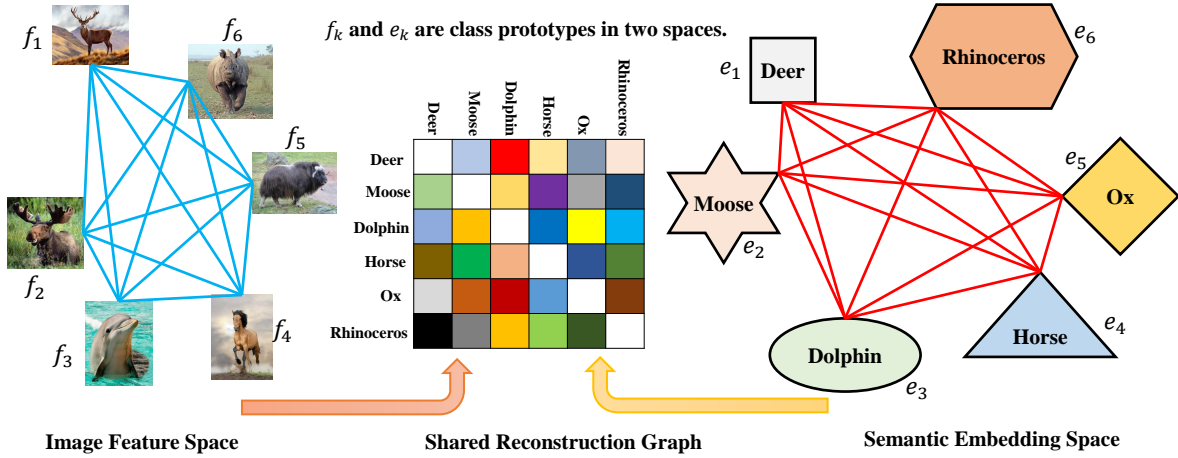 f1
f6
f5
f2
f3
f4
Image Feature Space
fk and ek are class prototypes in two spaces.
Deer
Moose
Dolphin
Horse
Ox
Rhinoceros
Deer
Moose
Dolphin
Horse
Ox
Rhinoceros
Shared Reconstruction Graph
e1
Deer
Rhinoceros
e6
e5
Ox
Moose
e2
Horse
e4
Dolphin
e3
Semantic Embedding Space